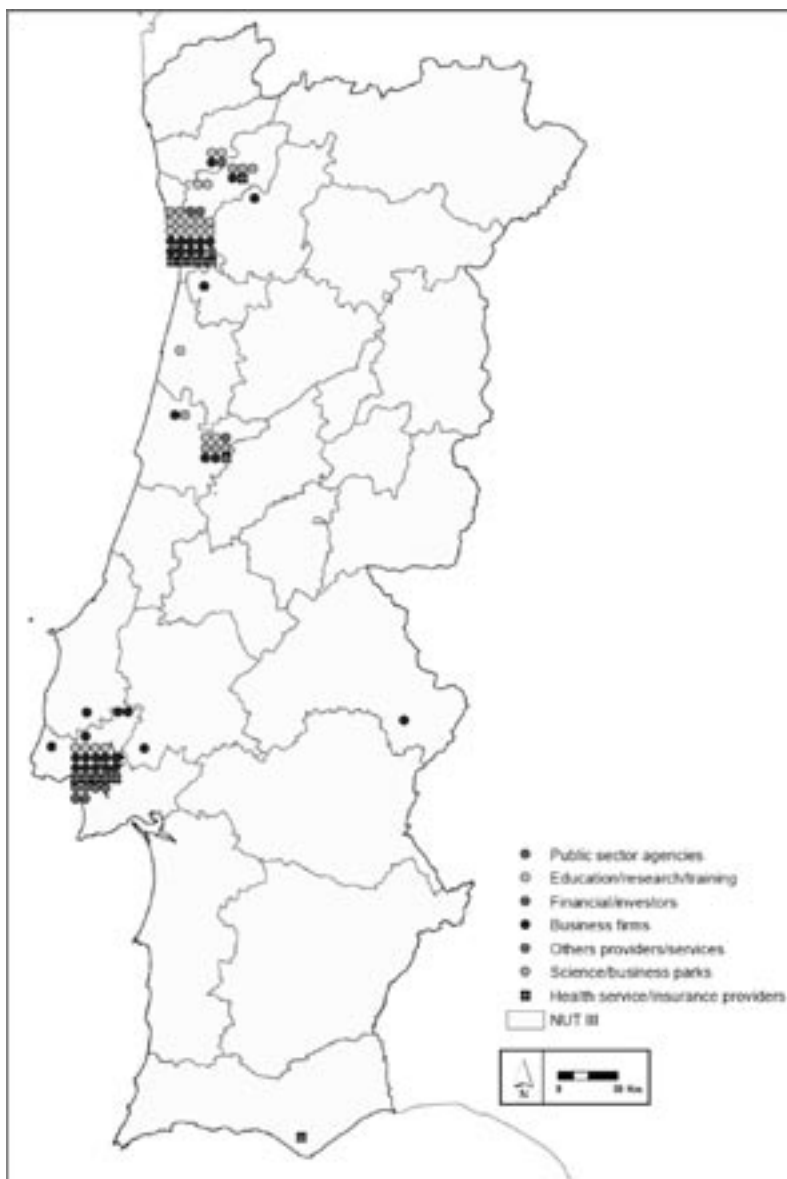 Public sector agencies
Education/research/training
Financial/investors
Business firms
Others providers/services
Science/business parks
Health service/insurance providers
NUT III
N
0
Km